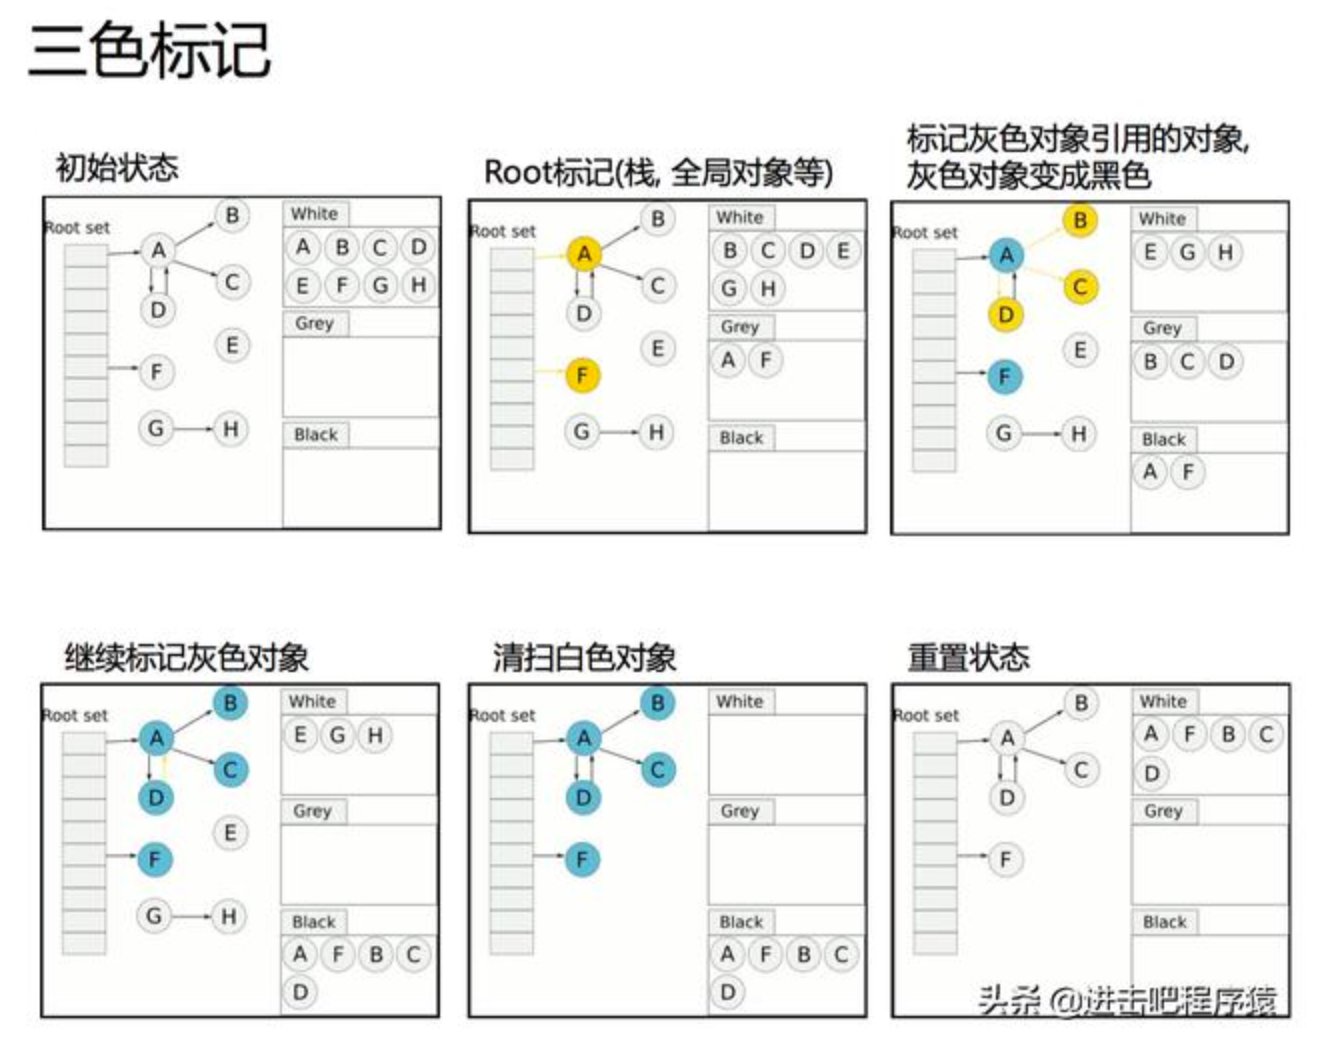 三色标记
初始状态
Root set
A
B
C
D
E
F
G
H
White
A B C D
E F G H
Grey
Black
Root标记(栈, 全局对象等)
Root set
A
B
C
D
E
F
G
H
White
B C D E
G H
Grey
A F
Black
标记灰色对象引用的对象,
灰色对象变成黑色
Root set
A
B
C
D
E
F
G
H
White
E G H
Grey
B C D
Black
A F
继续标记灰色对象
Root set
A
B
C
D
E
F
G
H
White
E G H
Grey
Black
A F B C
D
清扫白色对象
Root set
A
B
C
D
F
White
Grey
Black
A F B C
D
重置状态
Root set
A
B
C
D
F
White
A F B C
D
Grey
Black
头条 @进击吧程序猿